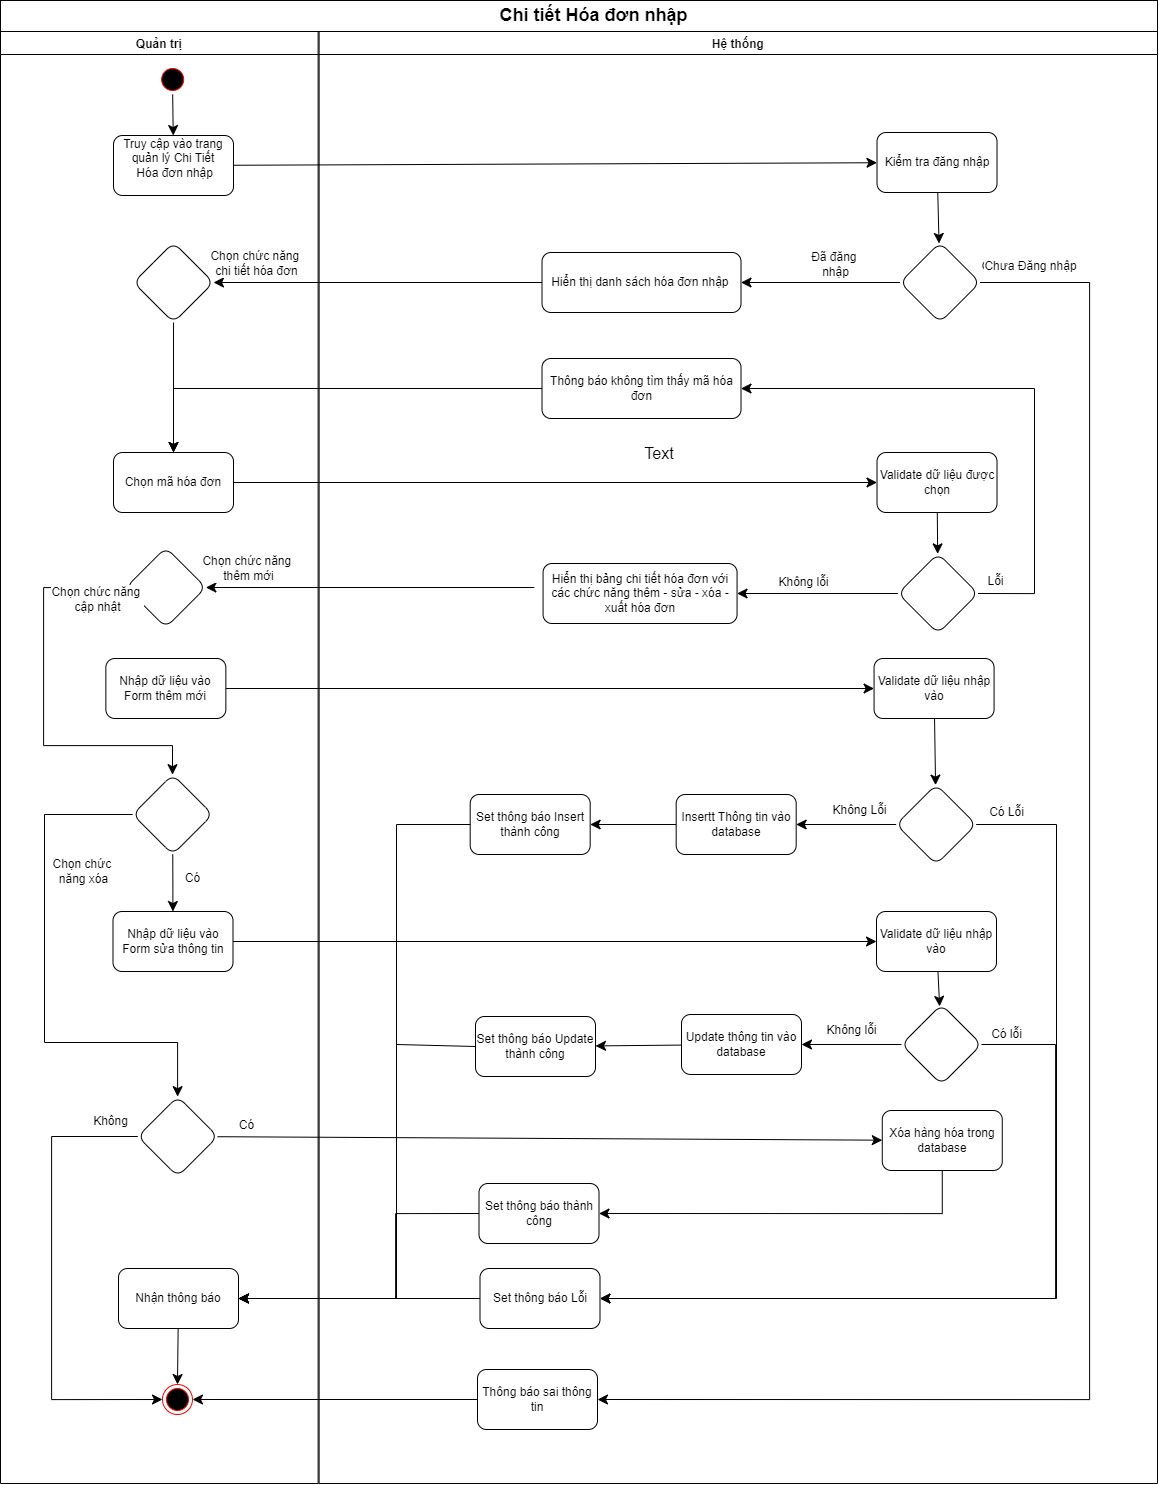 Chi tiết Hóa đơn nhập
Quản trị
Hệ thống
Truy cập vào trang
quản lý Chi Tiết
Hóa đơn nhập
Kiểm tra đăng nhập
Chọn chức năng
chi tiết hóa đơn
Hiển thị danh sách hóa đơn nhập
Đã đăng
nhập
Chưa Đăng nhập
Thông báo không tìm thấy mã hóa
đơn
Text
Chọn mã hóa đơn
Validate dữ liệu được
chọn
Chọn chức năng
thêm mới
Chọn chức năng
cập nhật
Hiển thị bảng chi tiết hóa đơn với
các chức năng thêm - sửa - xóa -
xuất hóa đơn
Không lỗi
Lỗi
Nhập dữ liệu vào
Form thêm mới
Validate dữ liệu nhập
vào
Set thông báo Insert
thành công
Insertt Thông tin vào
database
Không Lỗi
Có Lỗi
Chọn chức
năng xóa
Có
Nhập dữ liệu vào
Form sửa thông tin
Validate dữ liệu nhập
vào
Set thông báo Update
thành công
Update thông tin vào
database
Không lỗi
Có lỗi
Không
Có
Xóa hàng hóa trong
database
Set thông báo thành
công
Nhận thông báo
Set thông báo Lỗi
Thông báo sai thông
tin